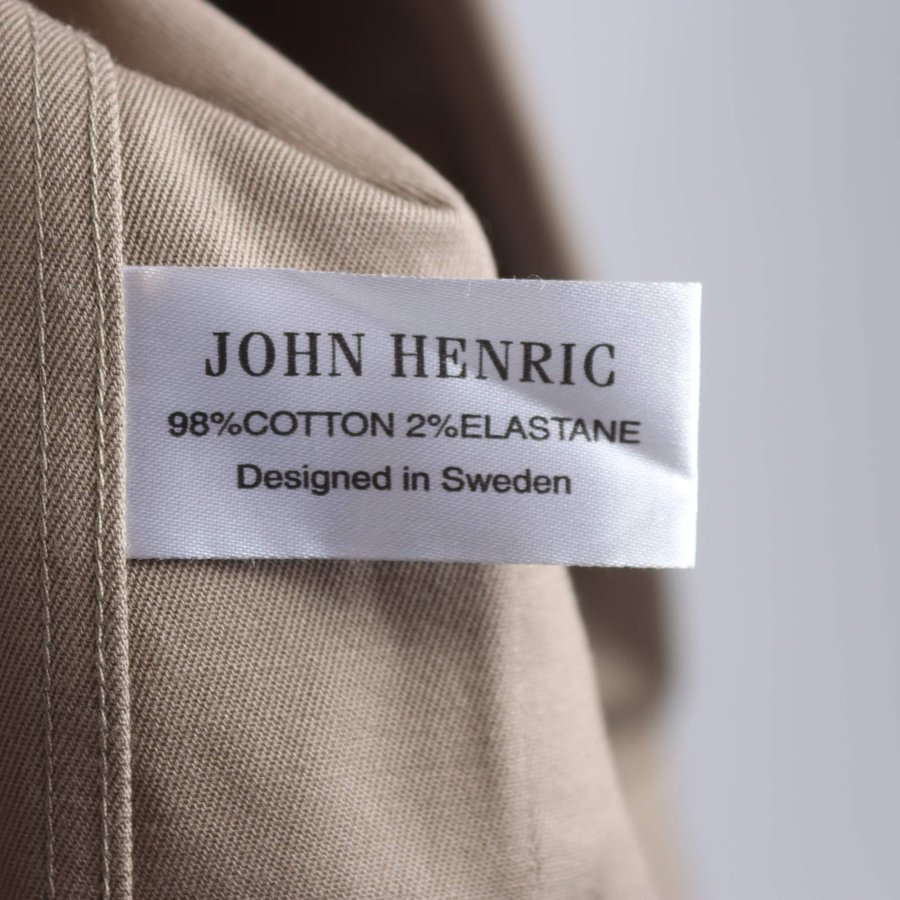 JOHN HENRIC
98%COTTON 2%ELASTANE
Designed in Sweden